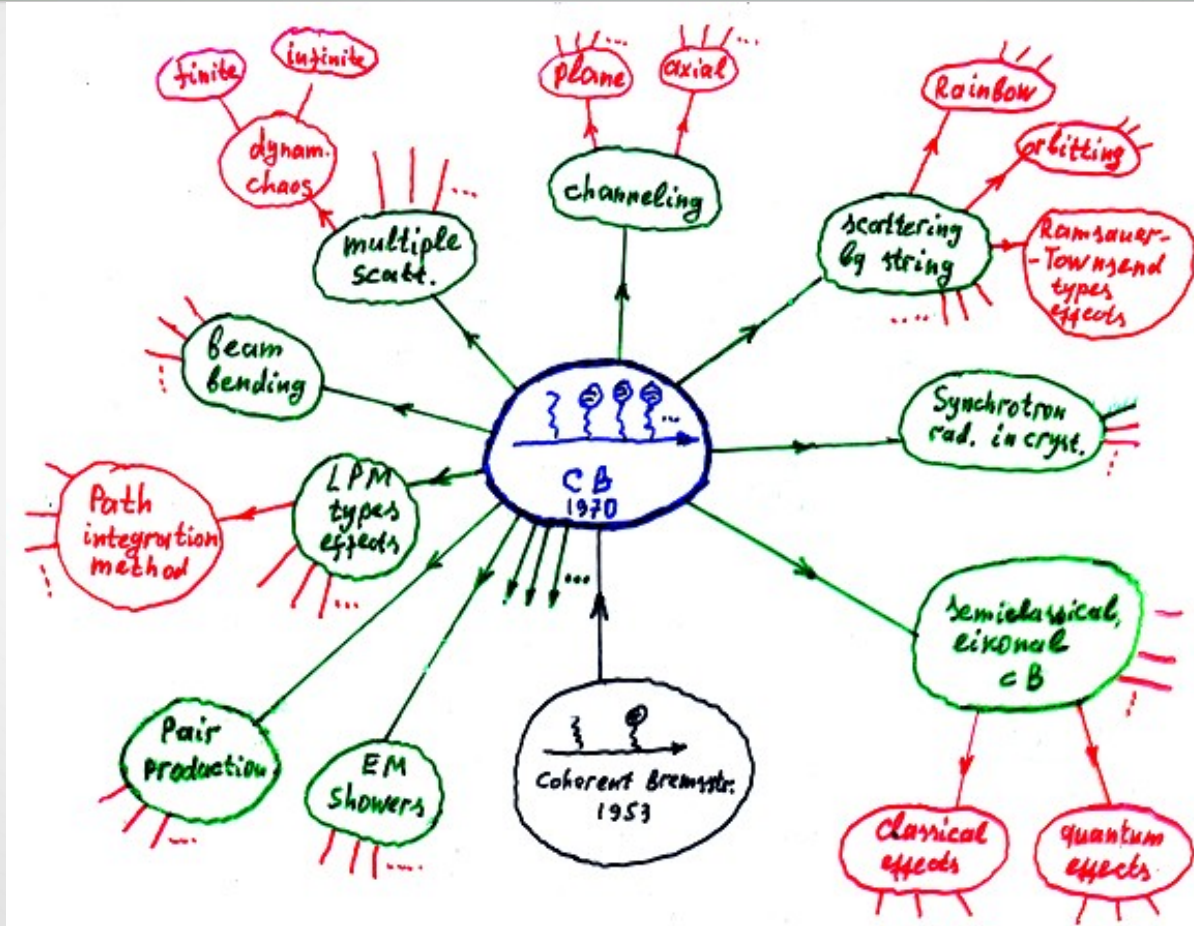 finite
infinite
dynam.
chaos
multiple
scatt.
...
plane
...
axial
...
channeling
Rainbow
orbitting
scattering
by string
.....
Ramsauer-
-Townsend
types
effects
beam
bending
...
CB
1970
...
Synchrotron
rad. in cryst.
...
Path
integration
method
...
LPM
types
effects
...
semiclassical,
eikonal
CB
...
Pair
production
....
EM
showers
.....
Coherent Bremsstr.
1953
classical
effects
quantum
effects